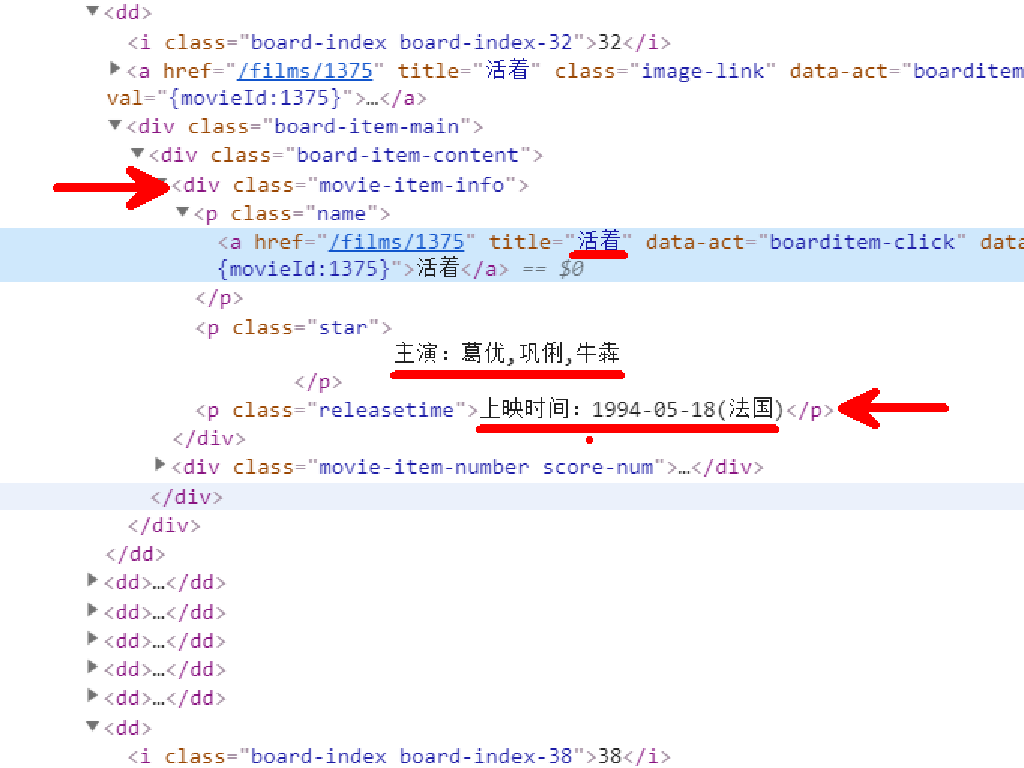 <dd>
<i class="board-index board-index-32">32</i>
<a href="/films/1375" title="活着" class="image-link" data-act="boarditem
val="{movieId:1375}">…</a>
<div class="board-item-main">
<div class="board-item-content">
<div class="movie-item-info">
<p class="name">
<a href="/films/1375" title="活着" data-act="boarditem-click" data
{movieId:1375}">活着</a> == $0
</p>
<p class="star">
主演：葛优,巩俐,牛犇
</p>
<p class="releasetime">上映时间：1994-05-18(法国)</p>
</div>
<div class="movie-item-number score-num">…</div>
</div>
</div>
</dd>
<dd>…</dd>
<dd>…</dd>
<dd>…</dd>
<dd>…</dd>
<dd>…</dd>
<dd>
<i class="board-index board-index-38">38</i>